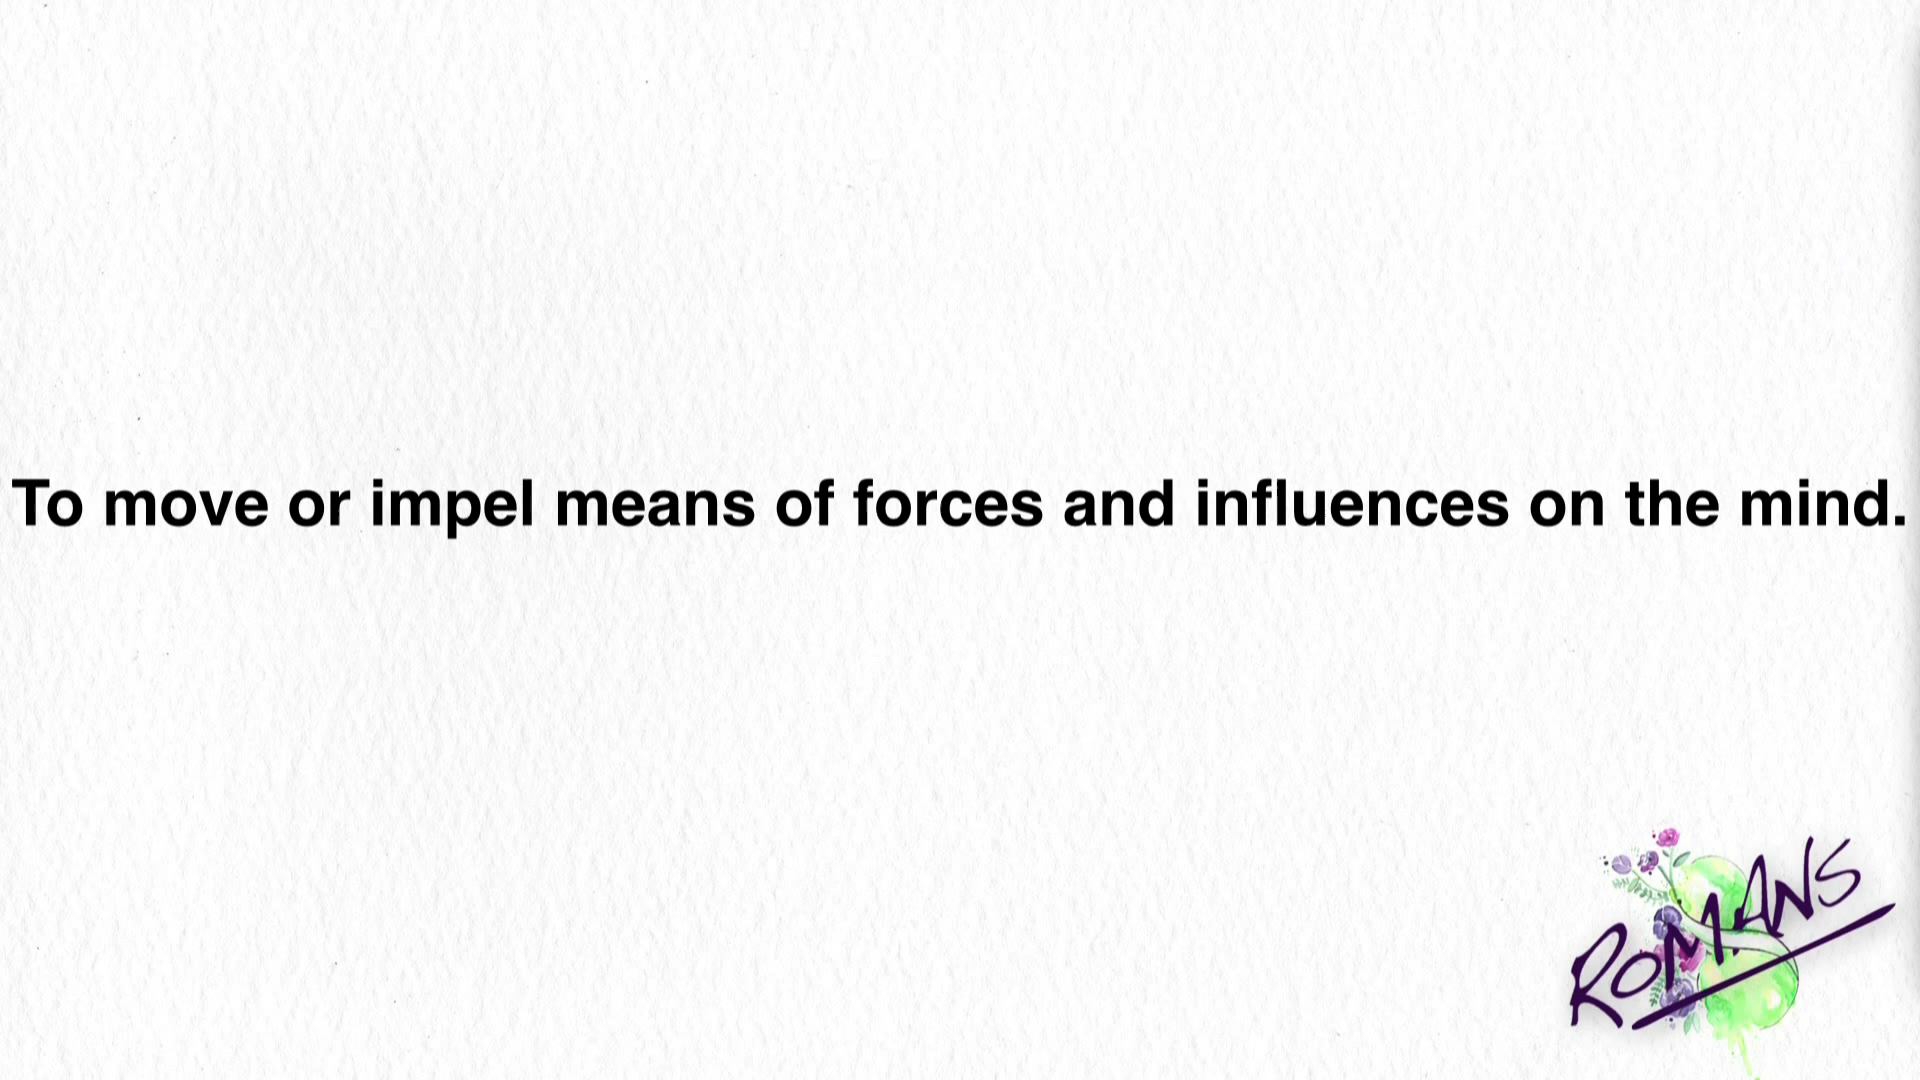 To move or impel means of forces and influences on the mind.
ROMANS